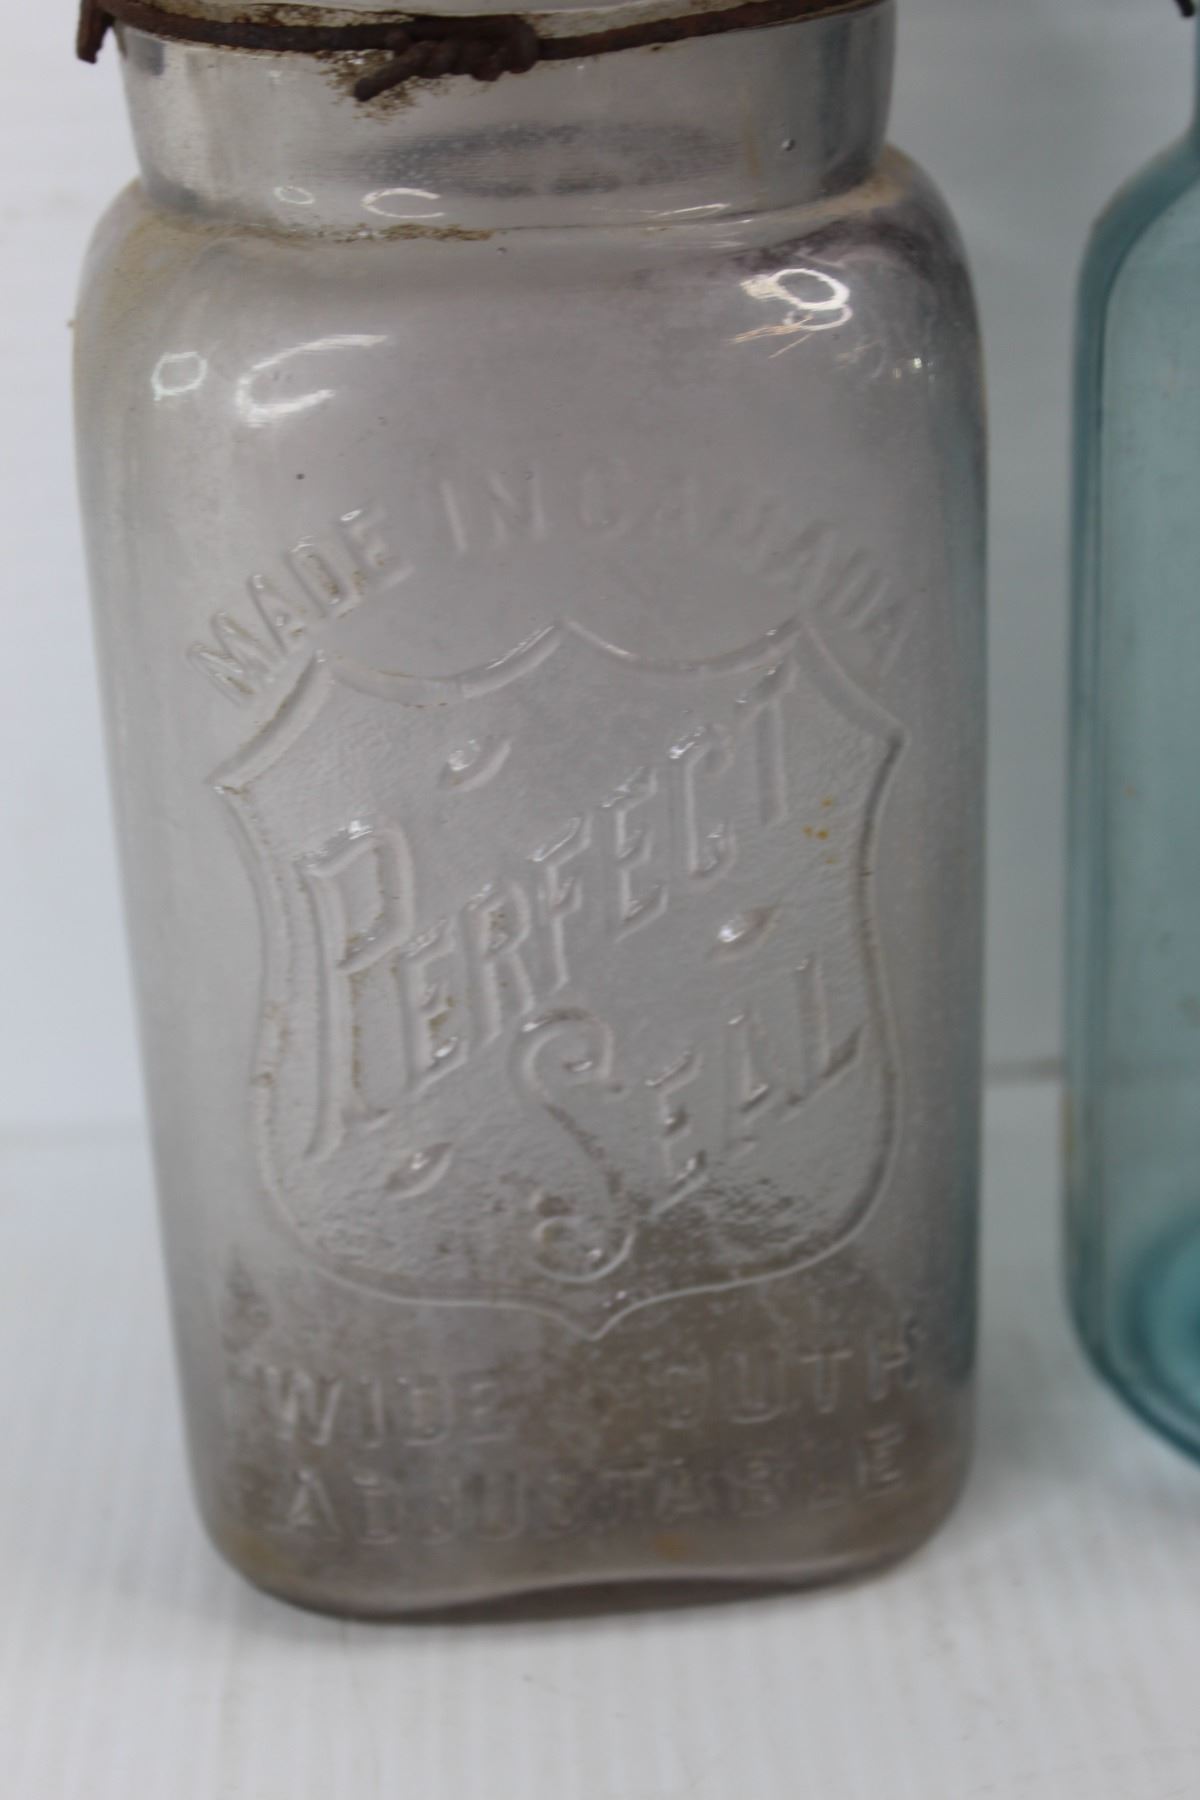 MADE IN CANADA
PERFECT
SEAL
WIDE MOUTH
ADJUSTABLE